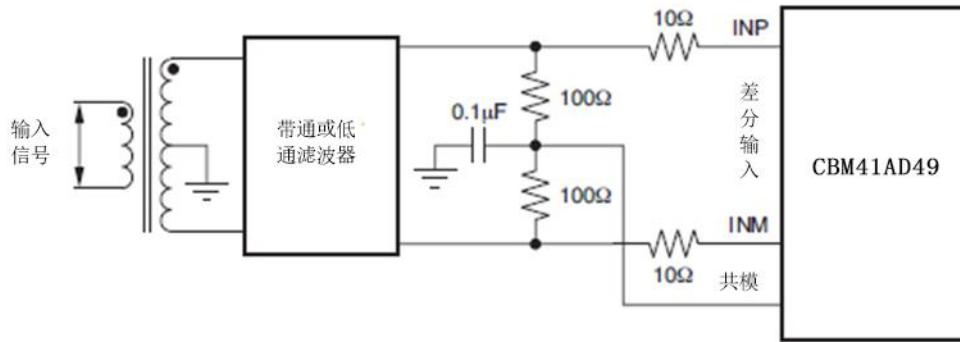 输入
信号
带通或低
通滤波器
0.1μF
100Ω
100Ω
10Ω
INP
差
分
输
入
INM
10Ω
共模
CBM41AD49